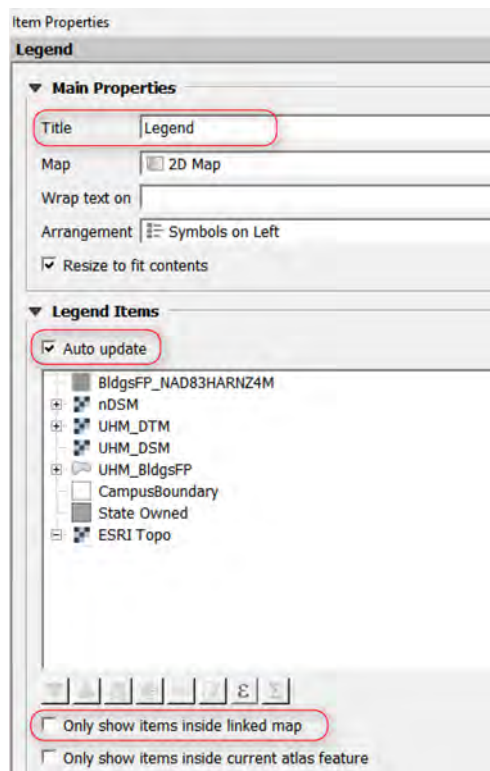 Item Properties
Legend
Main Properties
Title Legend
Map 2D Map
Wrap text on
Arrangement Symbols on Left
Resize to fit contents
Legend Items
Auto update
BldgsFP_NAD83HARNZ4M
nDSM
UHM_DTM
UHM_DSM
UHM_BldgsFP
CampusBoundary
State Owned
ESRI Topo
ε Σ
Only show items inside linked map
Only show items inside current atlas feature